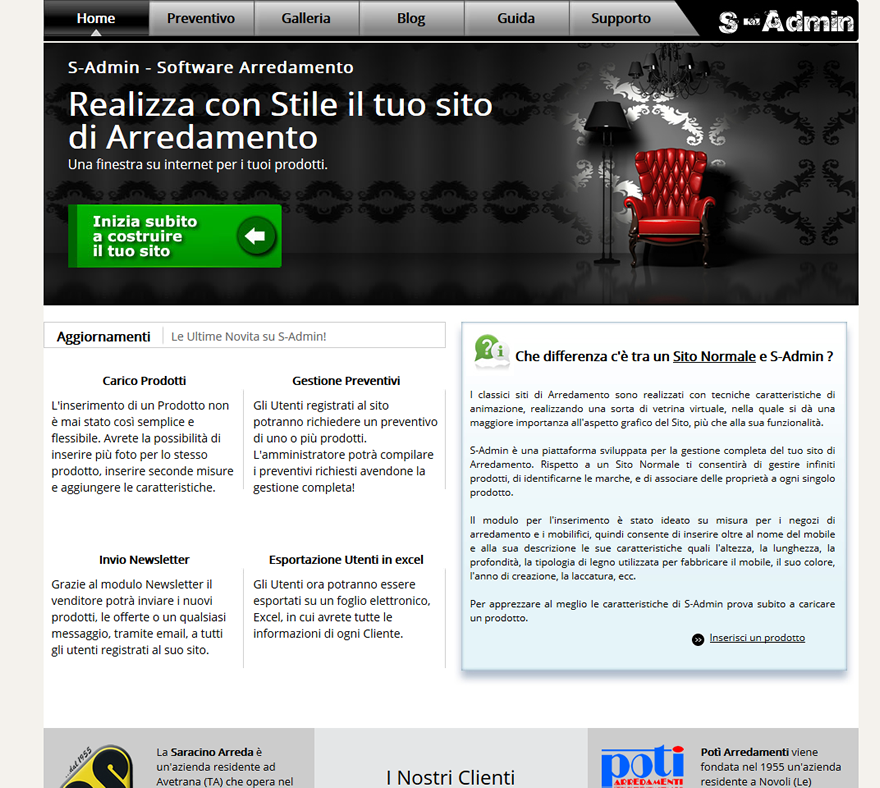 Home
Preventivo
Galleria
Blog
Guida
Supporto
S-Admin
S-Admin - Software Arredamento
Realizza con Stile il tuo sito
di Arredamento
Una finestra su internet per i tuoi prodotti.
Inizia subito
a costruire
il tuo sito
Aggiornamenti
Le Ultime Novita su S-Admin!
Carico Prodotti
L'inserimento di un Prodotto non
è mai stato così semplice e
flessibile. Avrete la possibilità di
inserire più foto per lo stesso
prodotto, inserire seconde misure
e aggiungere le caratteristiche.
Gestione Preventivi
Gli Utenti registrati al sito
potranno richiedere un preventivo
di uno o più prodotti.
L'amministratore potrà compilare
i preventivi richiesti avendone la
gestione completa!
Invio Newsletter
Grazie al modulo Newsletter il
venditore potrà inviare i nuovi
prodotti, le offerte o un qualsiasi
messaggio, tramite email, a tutti
gli utenti registrati al suo sito.
Esportazione Utenti in excel
Gli Utenti ora potranno essere
esportati su un foglio elettronico,
Excel, in cui avrete tutte le
informazioni di ogni Cliente.
Che differenza c'è tra un Sito Normale e S-Admin ?
I classici siti di Arredamento sono realizzati con tecniche caratteristiche di
animazione, realizzando una sorta di vetrina virtuale, nella quale si dà una
maggiore importanza all'aspetto grafico del Sito, più che alla sua funzionalità.
S-Admin è una piattaforma sviluppata per la gestione completa del tuo sito di
Arredamento. Rispetto a un Sito Normale ti consentirà di gestire infiniti
prodotti, di identificarne le marche, e di associare delle proprietà a ogni singolo
prodotto.
Il modulo per l'inserimento è stato ideato su misura per i negozi di
arredamento e i mobilifici, quindi consente di inserire oltre al nome del mobile
e alla sua descrizione le sue caratteristiche quali l'altezza, la lunghezza, la
profondità, la tipologia di legno utilizzata per fabbricare il mobile, il suo colore,
l'anno di creazione, la laccatura, ecc.
Per apprezzare al meglio le caratteristiche di S-Admin prova subito a caricare
un prodotto.
Inserisci un prodotto
...dal 1955
La Saracino Arreda è
un'azienda residente ad
Avetrana (TA) che opera nel
I Nostri Clienti
poti
ARREDAMENTI
Potì Arredamenti viene
fondata nel 1955 un'azienda
residente a Novoli (Le)